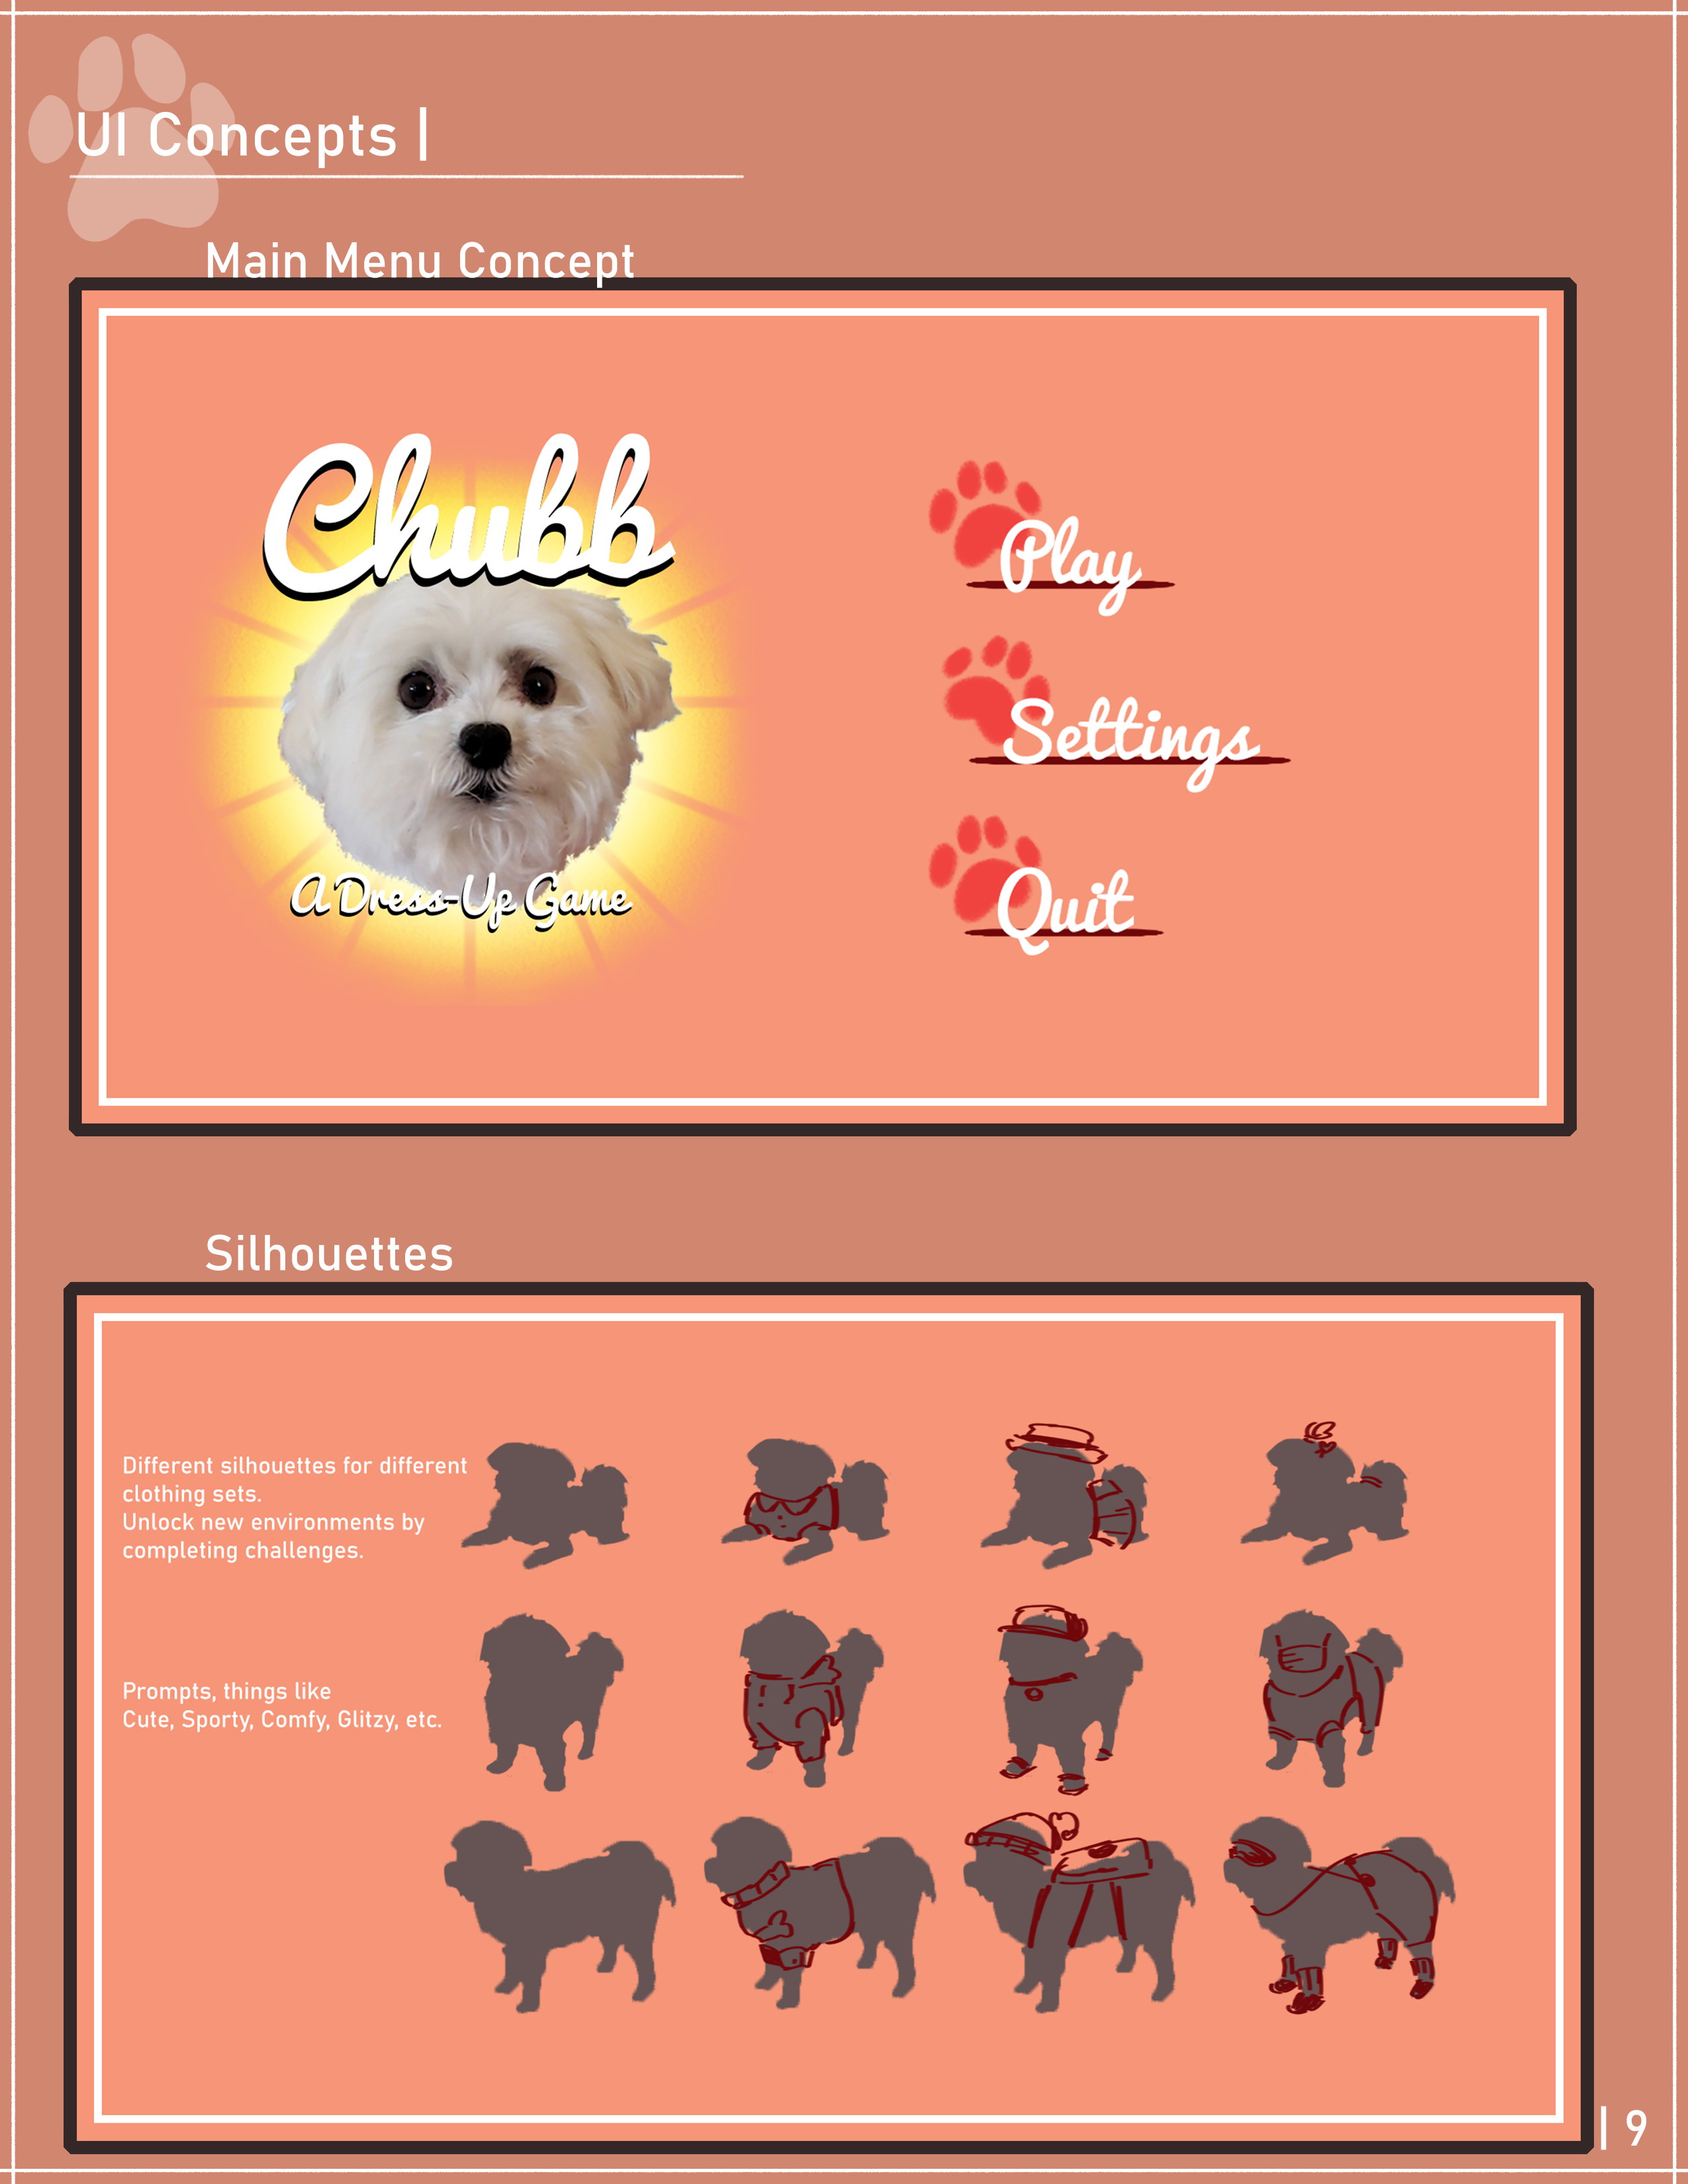 UI Concepts |
Main Menu Concept
Chubb
A Dress-Up Game
Play
Settings
Quit
Silhouettes
Different silhouettes for different
clothing sets.
Unlock new environments by
completing challenges.
Prompts, things like
Cute, Sporty, Comfy, Glitzy, etc.
| 9